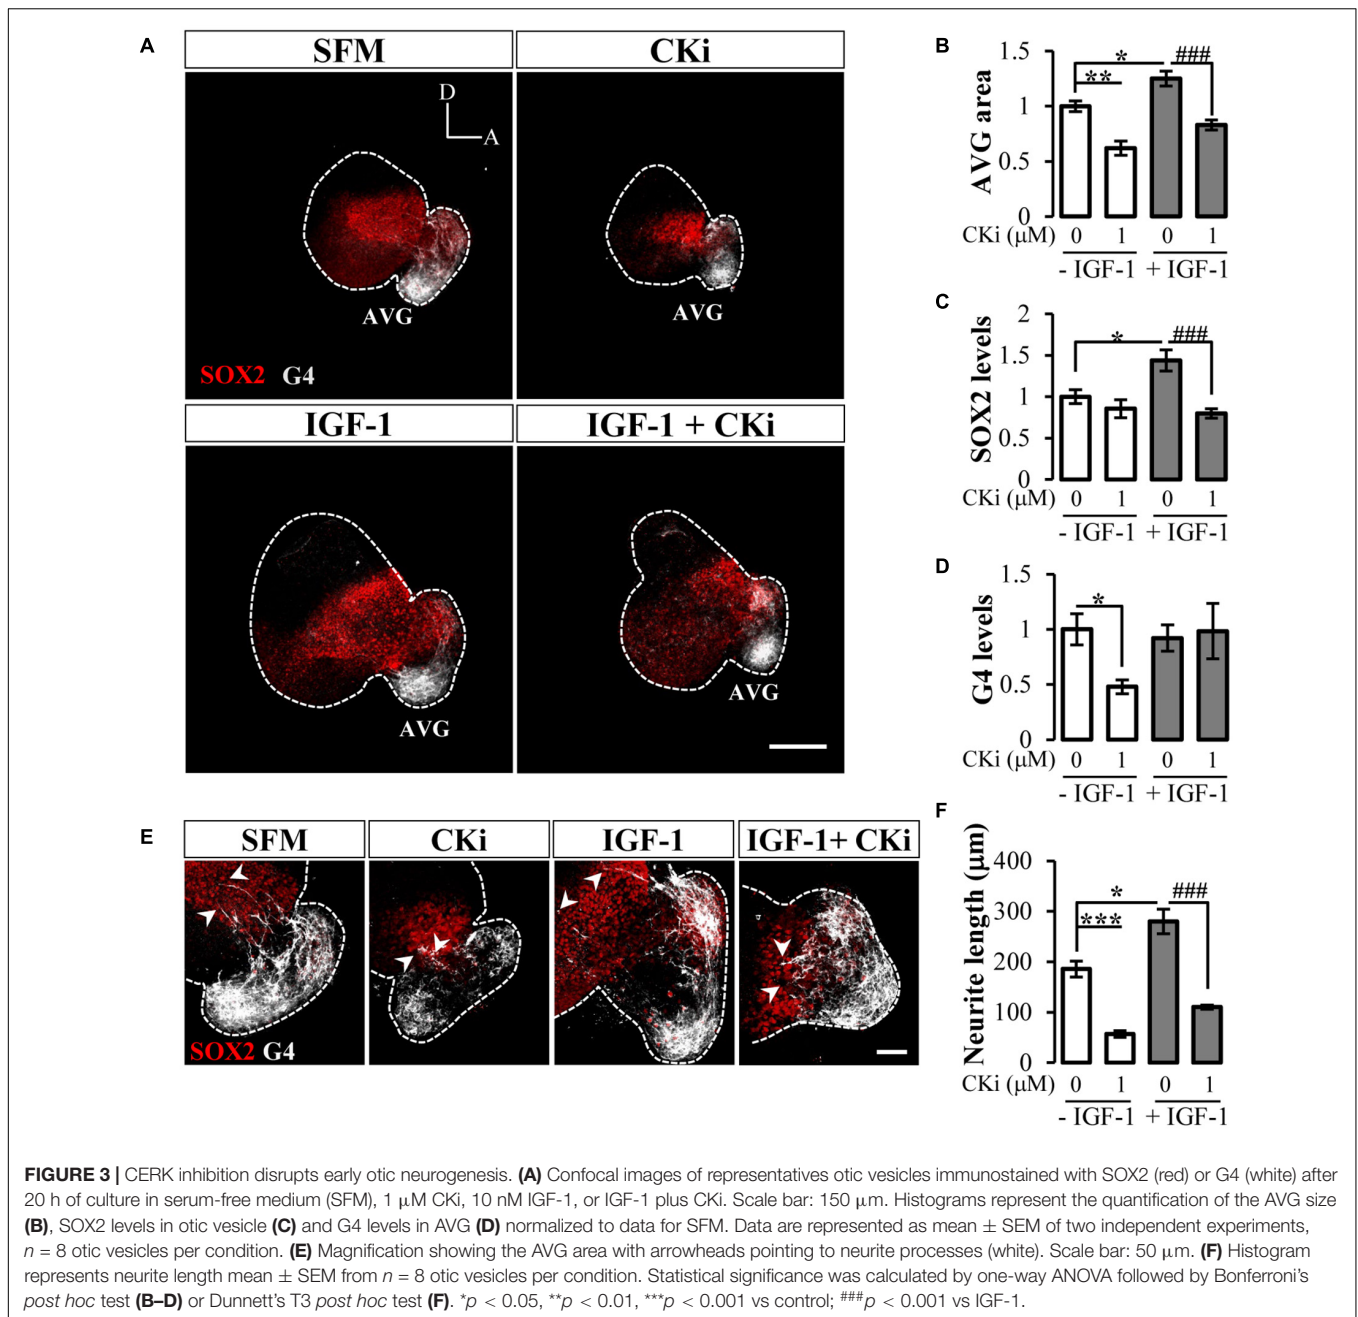 A
SFM
CKi
D
A
AVG
AVG
SOX2 G4
IGF-1
IGF-1 + CKi
AVG
AVG
B
AVG area
1.5
1
0.5
0
*
**
###
CKi (μM) 0 1 0 1
- IGF-1 + IGF-1
C
SOX2 levels
2
1.5
1
0.5
0
*
###
CKi (μM) 0 1 0 1
- IGF-1 + IGF-1
D
G4 levels
1.5
1
0.5
0
*
CKi (μM) 0 1 0 1
- IGF-1 + IGF-1
E
SFM
CKi
IGF-1
IGF-1+ CKi
SOX2 G4
F
Neurite length (μm)
400
300
200
100
0
*
***
###
CKi (μM) 0 1 0 1
- IGF-1 + IGF-1
FIGURE 3 | CERK inhibition disrupts early otic neurogenesis. (A) Confocal images of representatives otic vesicles immunostained with SOX2 (red) or G4 (white) after
20 h of culture in serum-free medium (SFM), 1 μM CKi, 10 nM IGF-1, or IGF-1 plus CKi. Scale bar: 150 μm. Histograms represent the quantification of the AVG size
(B), SOX2 levels in otic vesicle (C) and G4 levels in AVG (D) normalized to data for SFM. Data are represented as mean ± SEM of two independent experiments,
n = 8 otic vesicles per condition. (E) Magnification showing the AVG area with arrowheads pointing to neurite processes (white). Scale bar: 50 μm. (F) Histogram
represents neurite length mean ± SEM from n = 8 otic vesicles per condition. Statistical significance was calculated by one-way ANOVA followed by Bonferroni's
post hoc test (B–D) or Dunnett's T3 post hoc test (F). *p < 0.05, **p < 0.01, ***p < 0.001 vs control; ###p < 0.001 vs IGF-1.